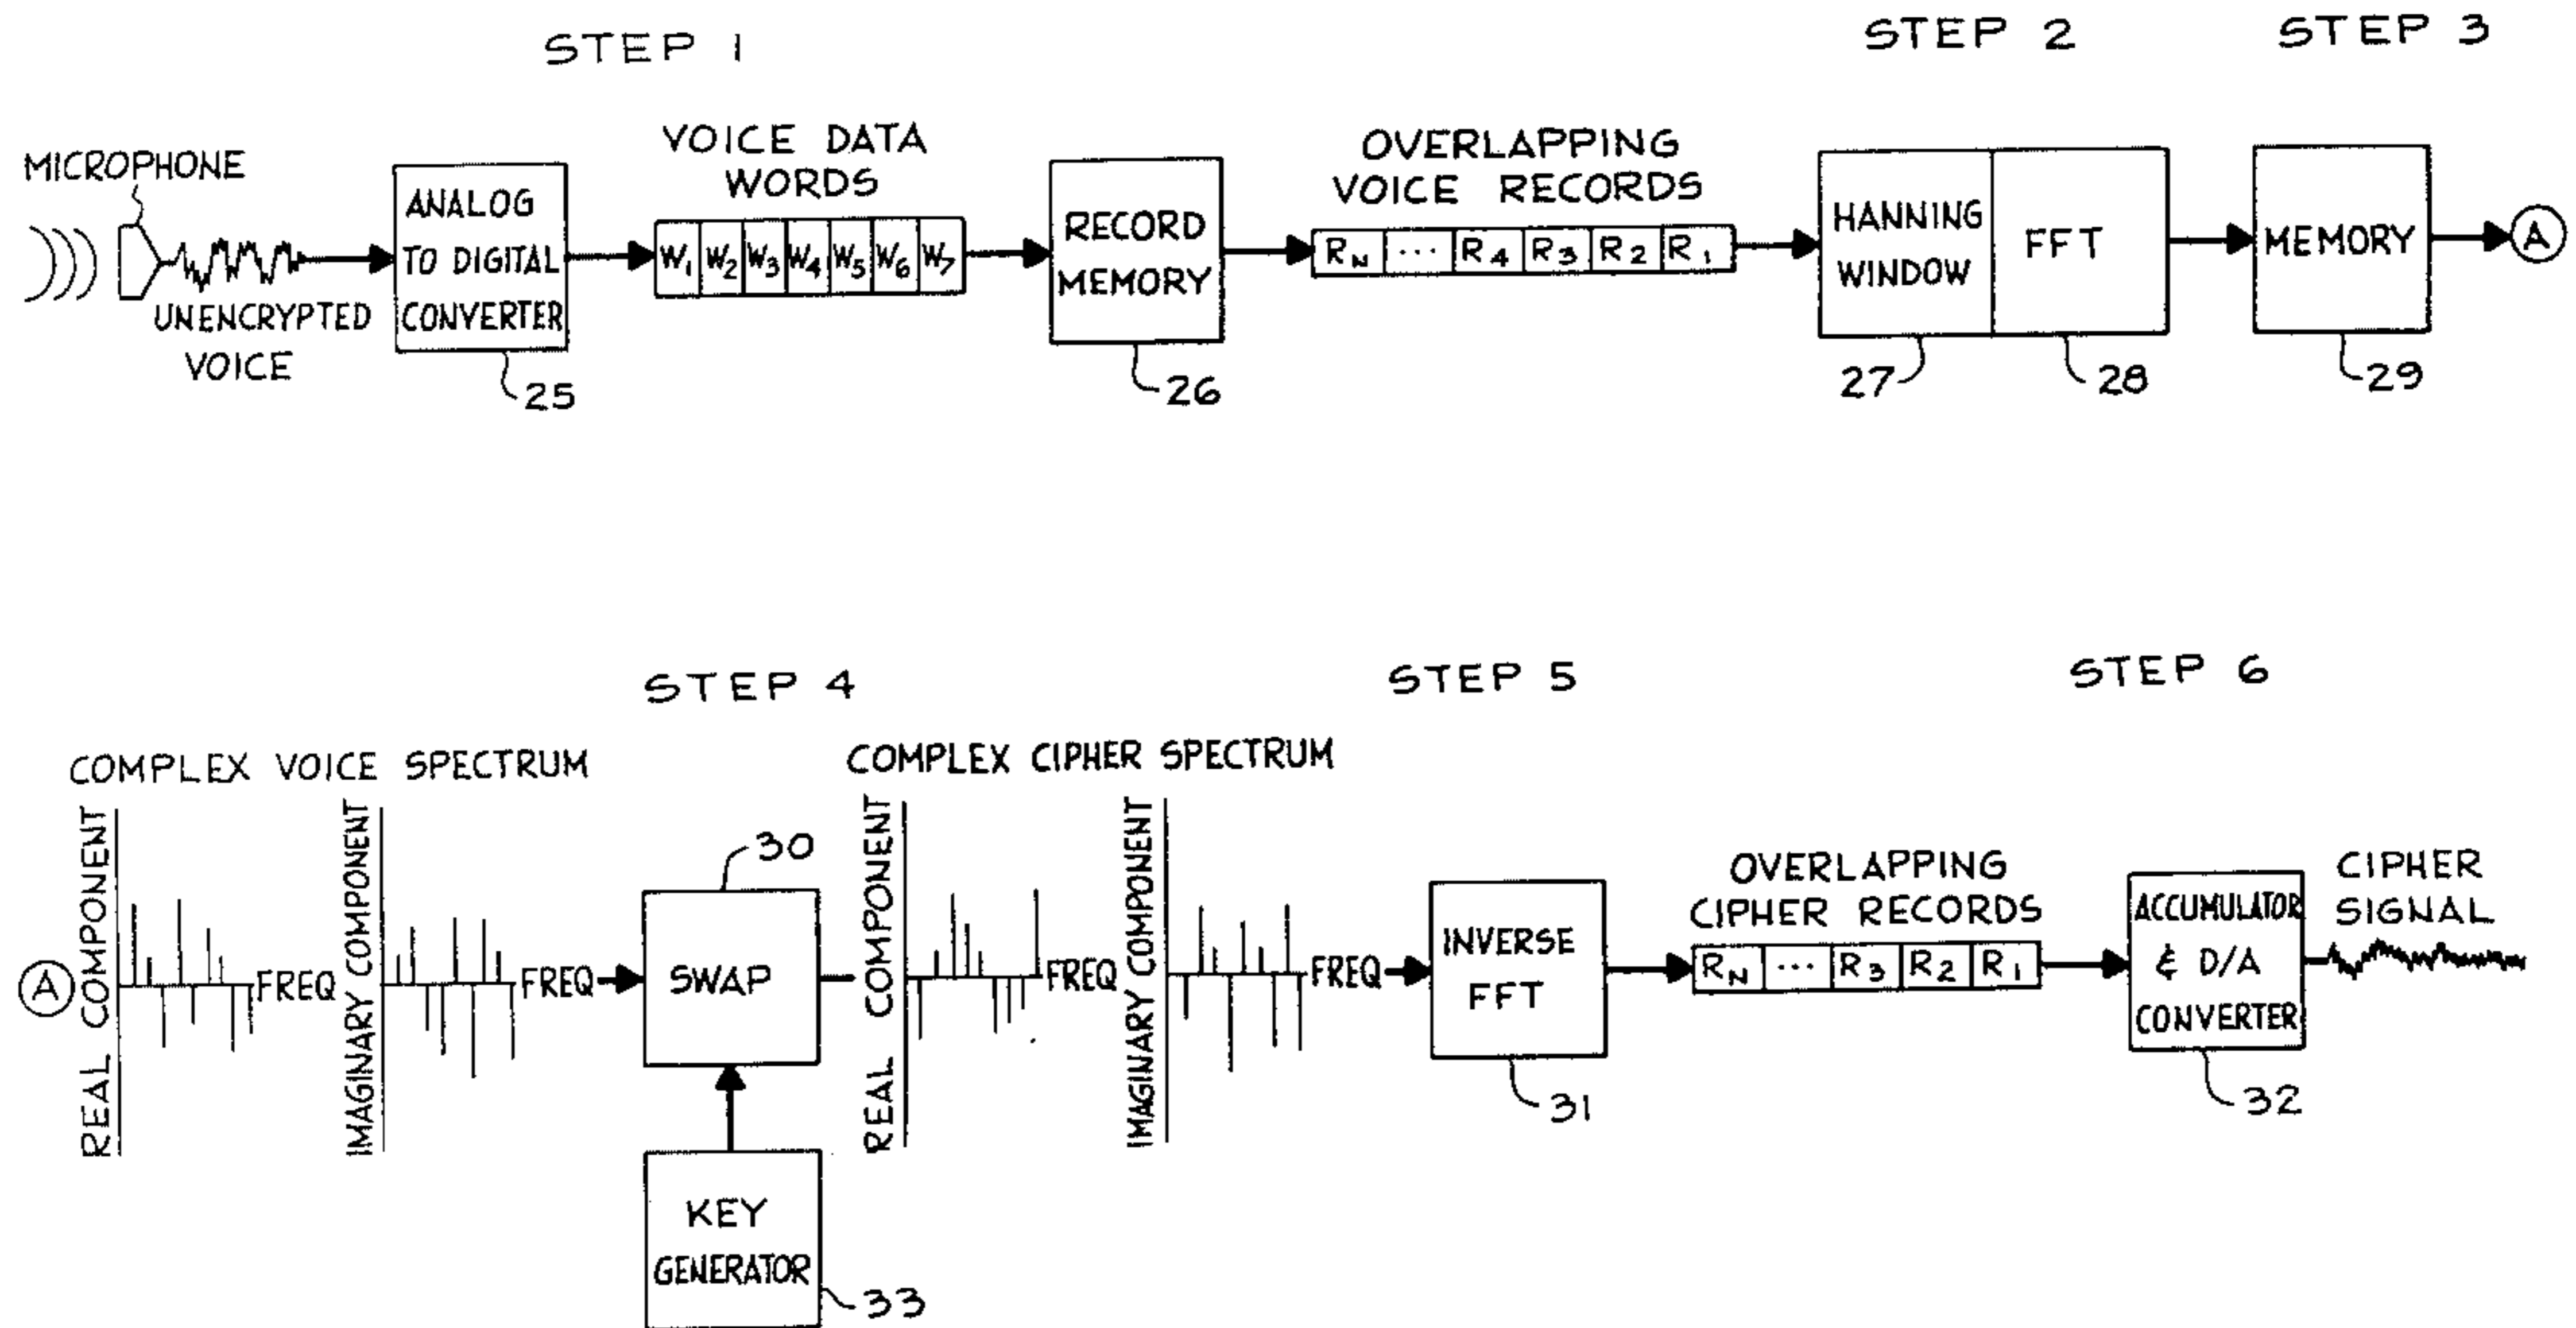 STEP 1
STEP 2
STEP 3
MICROPHONE
UNENCRYPTED
VOICE
ANALOG
TO DIGITAL
CONVERTER
25
VOICE DATA
WORDS
W1 W2 W3 W4 W5 W6 W7
RECORD
MEMORY
26
OVERLAPPING
VOICE RECORDS
RN ... R4 R3 R2 R1
HANNING
WINDOW
27
FFT
28
MEMORY
29
A
STEP 4
STEP 5
STEP 6
A
COMPLEX VOICE SPECTRUM
REAL COMPONENT
FREQ
IMAGINARY COMPONENT
FREQ
30
SWAP
KEY
GENERATOR
33
COMPLEX CIPHER SPECTRUM
REAL COMPONENT
FREQ
IMAGINARY COMPONENT
FREQ
INVERSE
FFT
31
OVERLAPPING
CIPHER RECORDS
RN ... R3 R2 R1
ACCUMULATOR
& D/A
CONVERTER
32
CIPHER
SIGNAL